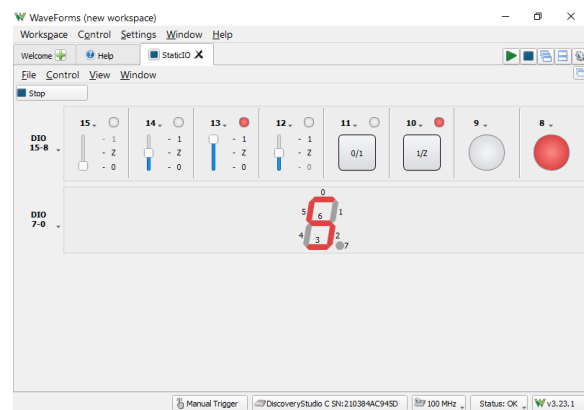 WaveForms (new workspace)
Workspace Control Settings Window Help
Welcome Help StaticIO
File Control View Window
Stop
DIO 15-8
15 14 13 12 11 10 9 8
- 1 - 1 - 1 - 1
- Z - Z - Z - Z 0/1 1/Z
- 0 - 0 - 0 - 0
DIO 7-0
0
5 6 1
4 3 2
7
Manual Trigger DiscoveryStudio C SN:210384AC945D 100 MHz Status: OK v3.23.1